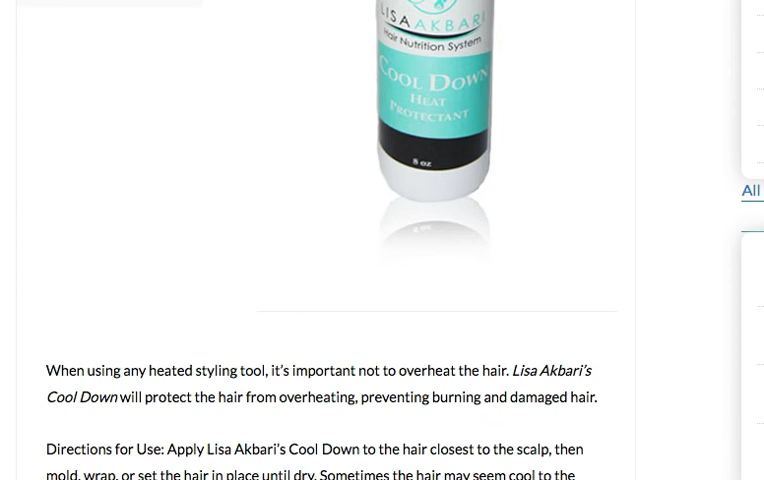 LISAAKBARI
Hair Nutrition System
COOL DOWN
HEAT
PROTECTANT
8 oz
All
When using any heated styling tool, it's important not to overheat the hair. Lisa Akbari's
Cool Down will protect the hair from overheating, preventing burning and damaged hair.
Directions for Use: Apply Lisa Akbari's Cool Down to the hair closest to the scalp, then
mold, wrap, or set the hair in place until dry. Sometimes the hair may seem cool to the